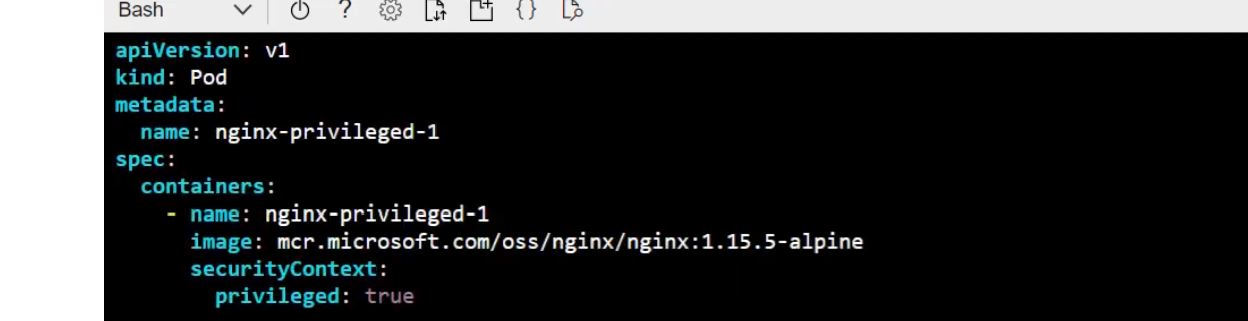 Bash
?
{}
apiVersion: v1
kind: Pod
metadata:
  name: nginx-privileged-1
spec:
  containers:
    - name: nginx-privileged-1
      image: mcr.microsoft.com/oss/nginx/nginx:1.15.5-alpine
      securityContext:
        privileged: true